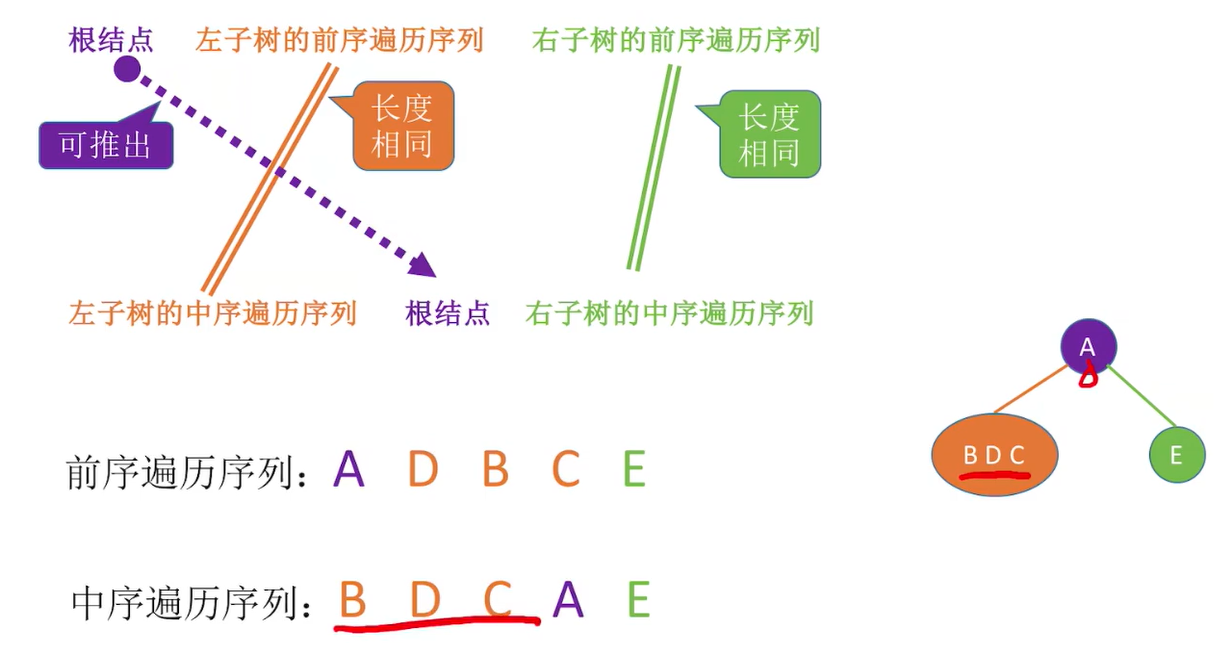 根结点 左子树的前序遍历序列 右子树的前序遍历序列
可推出
长度
相同
长度
相同
左子树的中序遍历序列 根结点 右子树的中序遍历序列
A
B D C
E
前序遍历序列: A D B C E
中序遍历序列: B D C A E